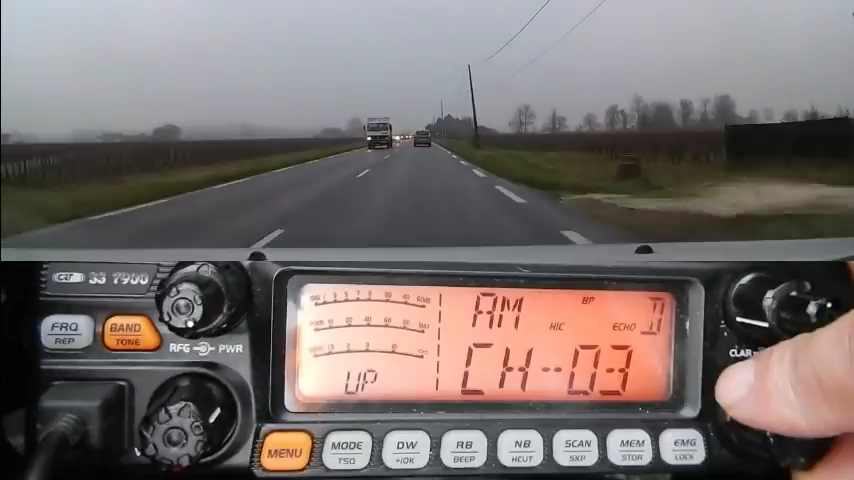 CRT SS 7900
FRQ
REP
BAND
TONE
RFG PWR
AM
BP
HIC
ECHO
D
CH--03
UP
CLAR
MENU
MODE
TSQ
DW
+10K
RB
BEEP
NB
HCUT
SCAN
SKP
MEM
STOR
EMG
LOCK